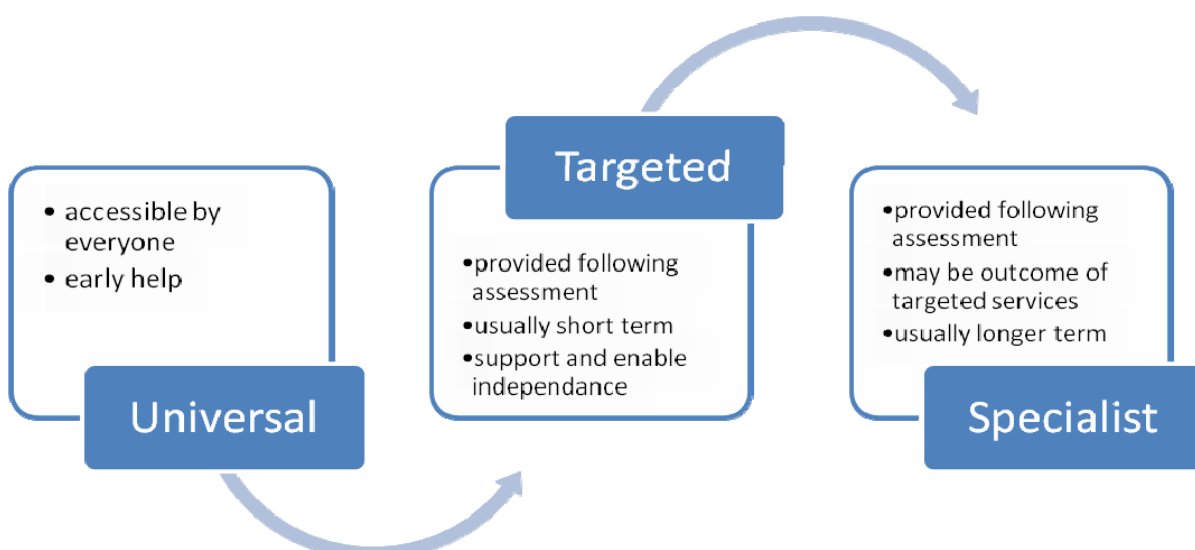 • accessible by
everyone
• early help
Universal
Targeted
•provided following
assessment
•usually short term
•support and enable
independance
•provided following
assessment
•may be outcome of
targeted services
•usually longer term
Specialist